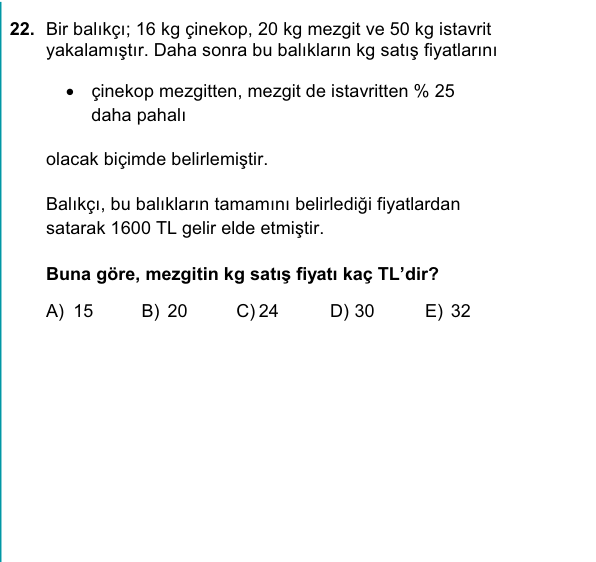 22. Bir balıkçı; 16 kg çinekop, 20 kg mezgit ve 50 kg istavrit
yakalamıştır. Daha sonra bu balıkların kg satış fiyatlarını
• çinekop mezgitten, mezgit de istavritten % 25
daha pahalı
olacak biçimde belirlemiştir.
Balıkçı, bu balıkların tamamını belirlediği fiyatlardan
satarak 1600 TL gelir elde etmiştir.
Buna göre, mezgitin kg satış fiyatı kaç TL'dir?
A) 15 B) 20 C) 24 D) 30 E) 32